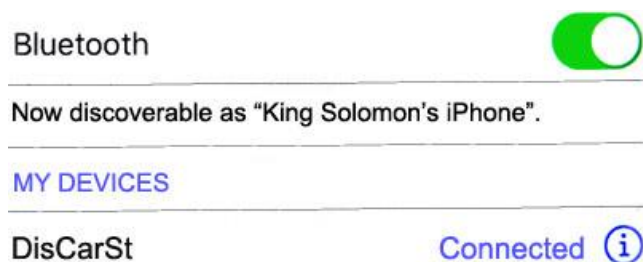 Bluetooth
Now discoverable as “King Solomon’s iPhone”.
MY DEVICES
DisCarSt Connected